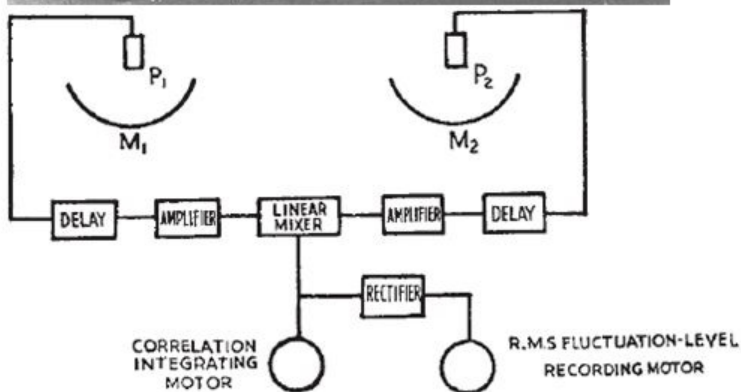 P₁
P₂
M₁
M₂
DELAY
AMPLIFIER
LINEAR
MIXER
AMPLIFIER
DELAY
RECTIFIER
CORRELATION
INTEGRATING
MOTOR
R.M.S FLUCTUATION-LEVEL
RECORDING MOTOR